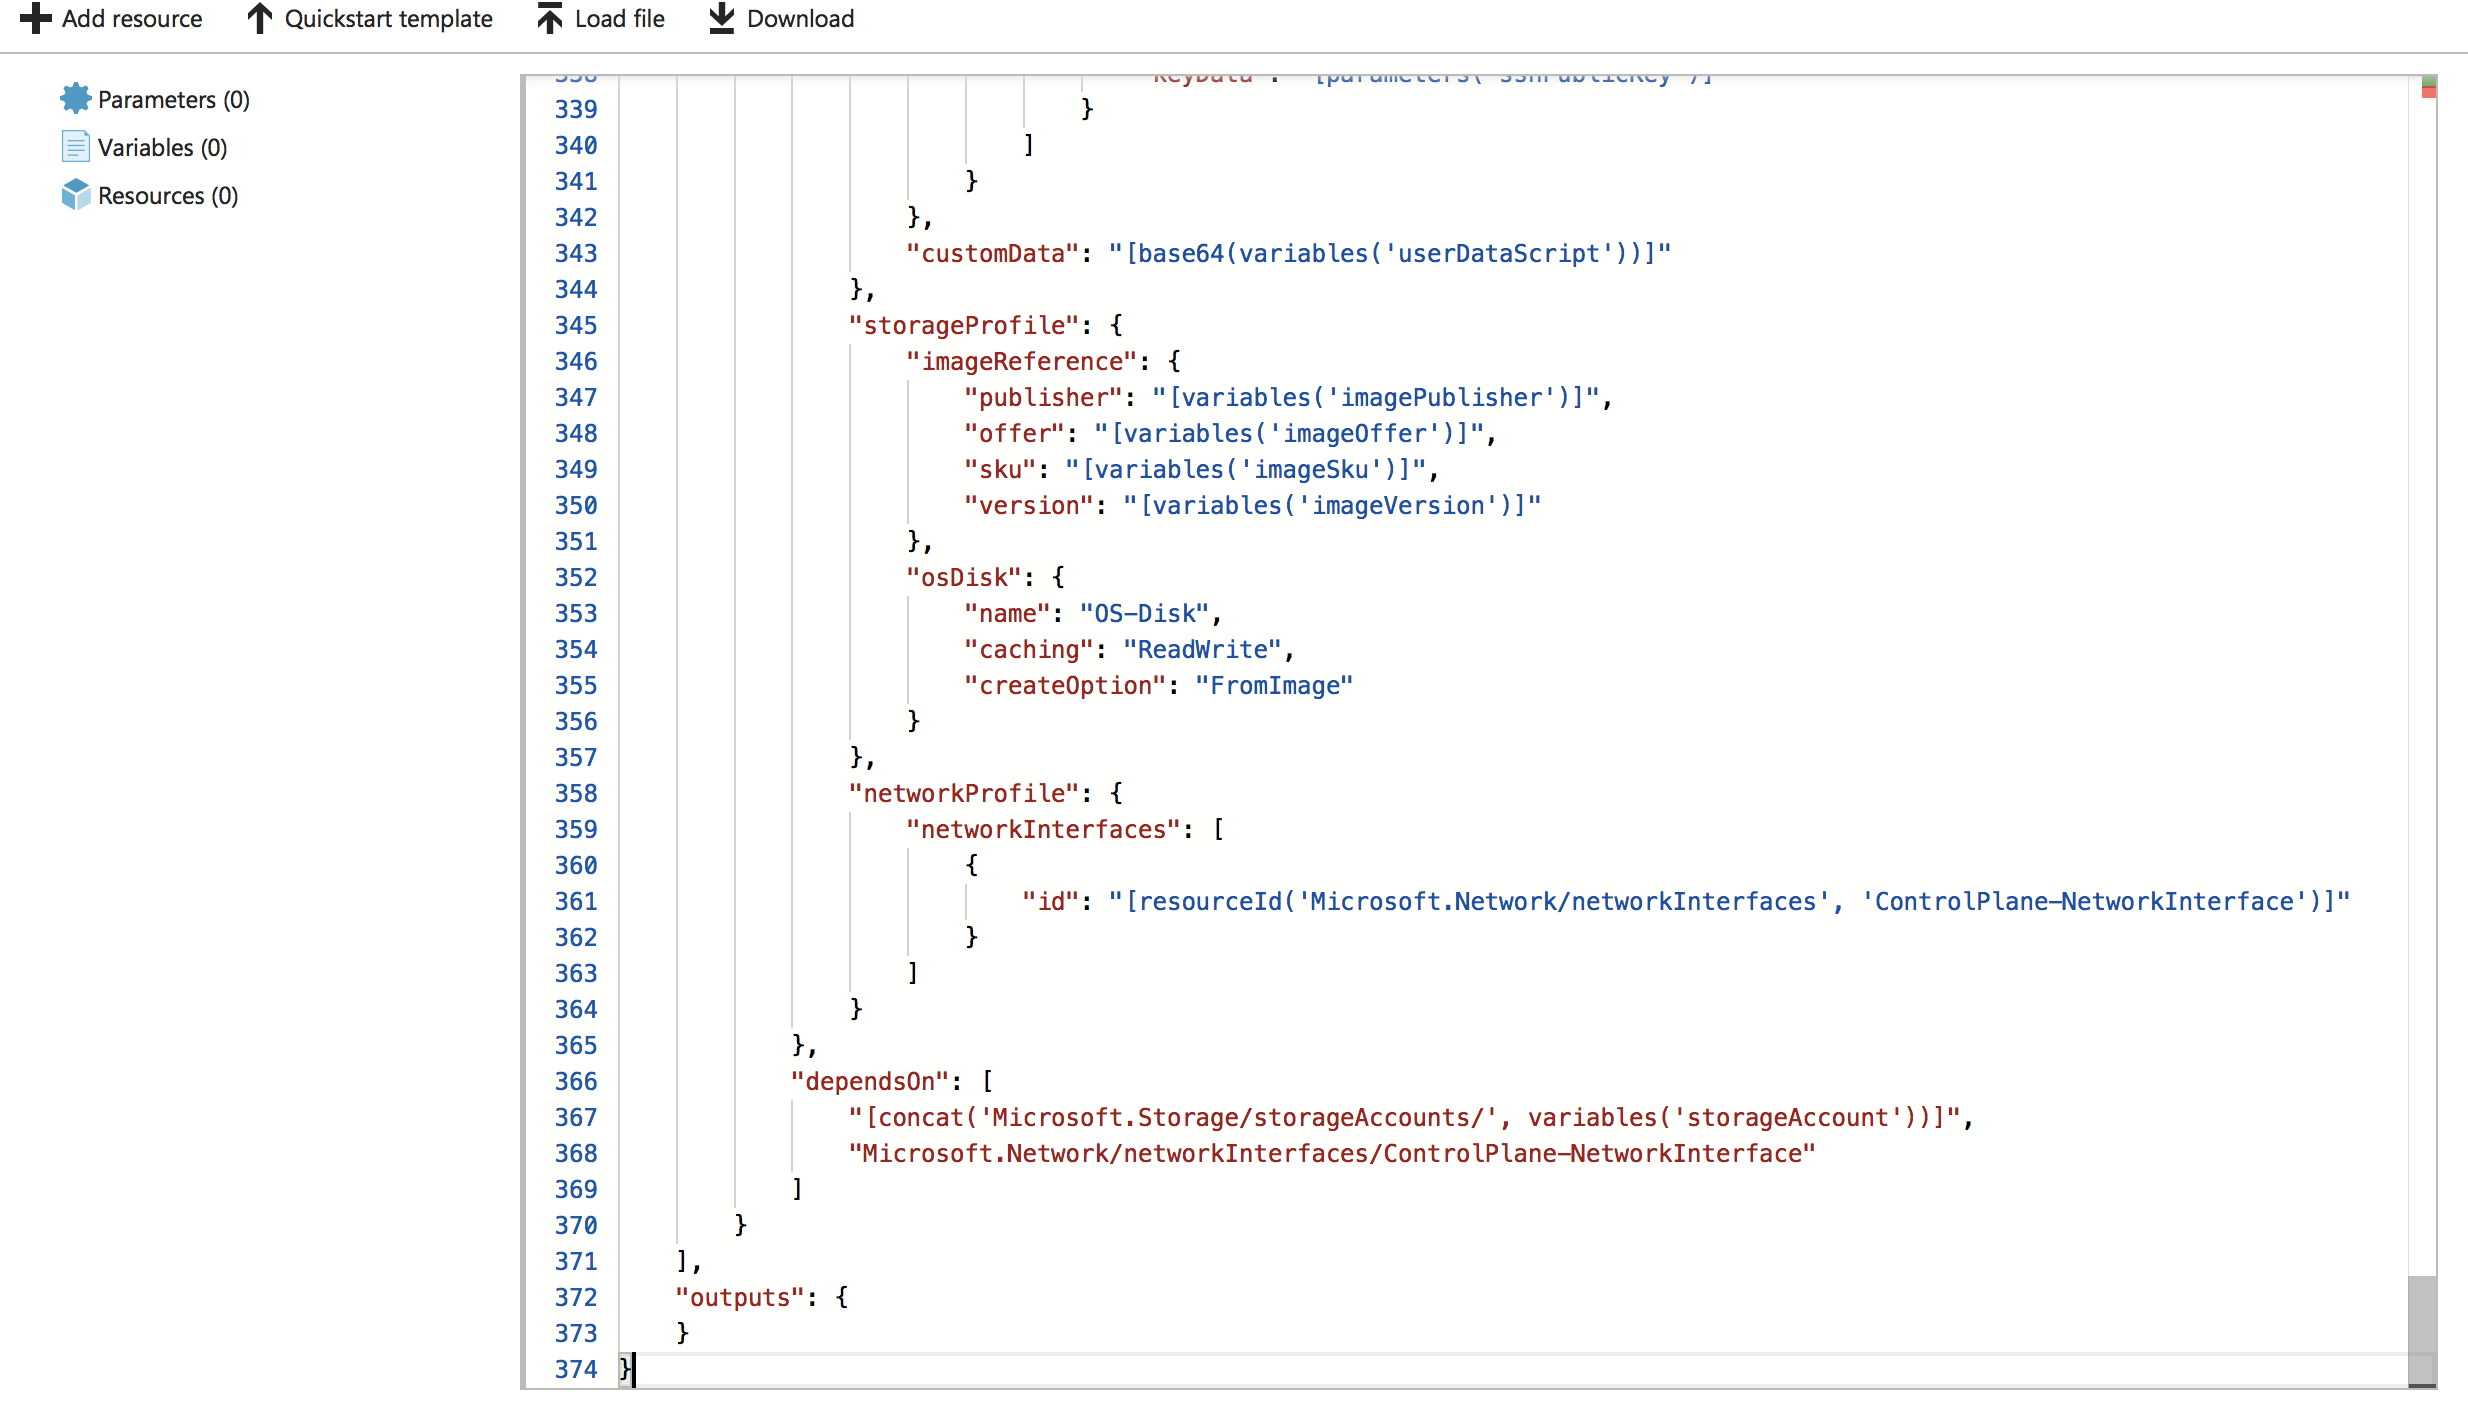 Add resource Quickstart template Load file Download
Parameters (0)
Variables (0)
Resources (0)
338 "keyData": "[parameters('sshPublicKey')]"
339 }
340 ]
341 }
342 },
343 "customData": "[base64(variables('userDataScript'))]"
344 },
345 "storageProfile": {
346 "imageReference": {
347 "publisher": "[variables('imagePublisher')]",
348 "offer": "[variables('imageOffer')]",
349 "sku": "[variables('imageSku')]",
350 "version": "[variables('imageVersion')]"
351 },
352 "osDisk": {
353 "name": "OS-Disk",
354 "caching": "ReadWrite",
355 "createOption": "FromImage"
356 }
357 },
358 "networkProfile": {
359 "networkInterfaces": [
360 {
361 "id": "[resourceId('Microsoft.Network/networkInterfaces', 'ControlPlane-NetworkInterface')]"
362 }
363 ]
364 }
365 },
366 "dependsOn": [
367 "[concat('Microsoft.Storage/storageAccounts/', variables('storageAccount'))]",
368 "Microsoft.Network/networkInterfaces/ControlPlane-NetworkInterface"
369 ]
370 }
371 ],
372 "outputs": {
373 }
374 }